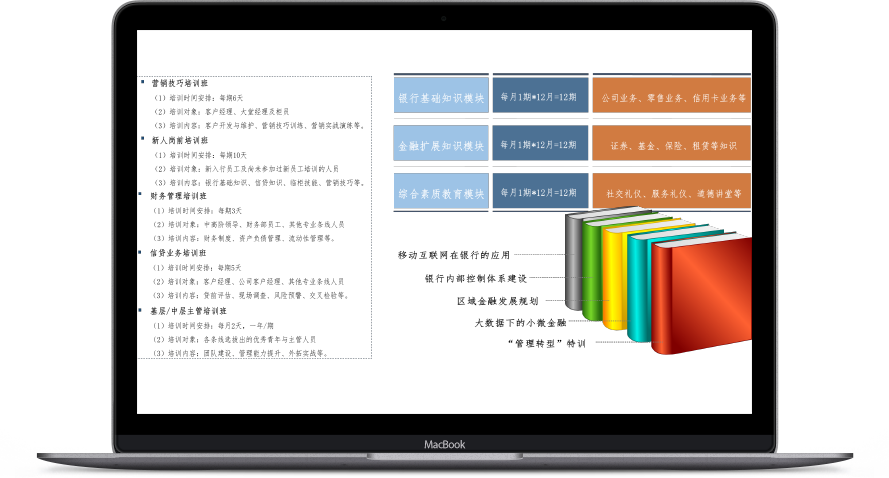 营销技巧培训班
（1）培训时间安排：每期6天
（2）培训对象：客户经理、大堂经理及柜员
（3）培训内容：客户开发与维护、营销技巧训练、营销实战演练等。
新人岗前培训班
（1）培训时间安排：每期10天
（2）培训对象：新入行员工及尚未参加过新员工培训的人员
（3）培训内容：银行基础知识、信贷知识、临柜技能、营销技巧等。
财务管理培训班
（1）培训时间安排：每期3天
（2）培训对象：中高阶领导、财务部员工、其他专业条线人员
（3）培训内容：财务制度、资产负债管理、流动性管理等。
信贷业务培训班
（1）培训时间安排：每期5天
（2）培训对象：客户经理、公司客户经理、其他专业条线人员
（3）培训内容：贷前评估、现场调查、风险预警、交叉检验等。
基层/中层主管培训班
（1）培训时间安排：每月2天，一年/期
（2）培训对象：各条线选拔出的优秀青年与主管人员
（3）培训内容：团队建设、管理能力提升、外拓实战等。
银行基础知识模块 每月1期*12月=12期 公司业务、零售业务、信用卡业务等
金融扩展知识模块 每月1期*12月=12期 证券、基金、保险、租赁等知识
综合素质教育模块 每月1期*12月=12期 社交礼仪、服务礼仪、道德讲堂等
移动互联网在银行的应用
银行内部控制体系建设
区域金融发展规划
大数据下的小微金融
“管理转型”特训
MacBook